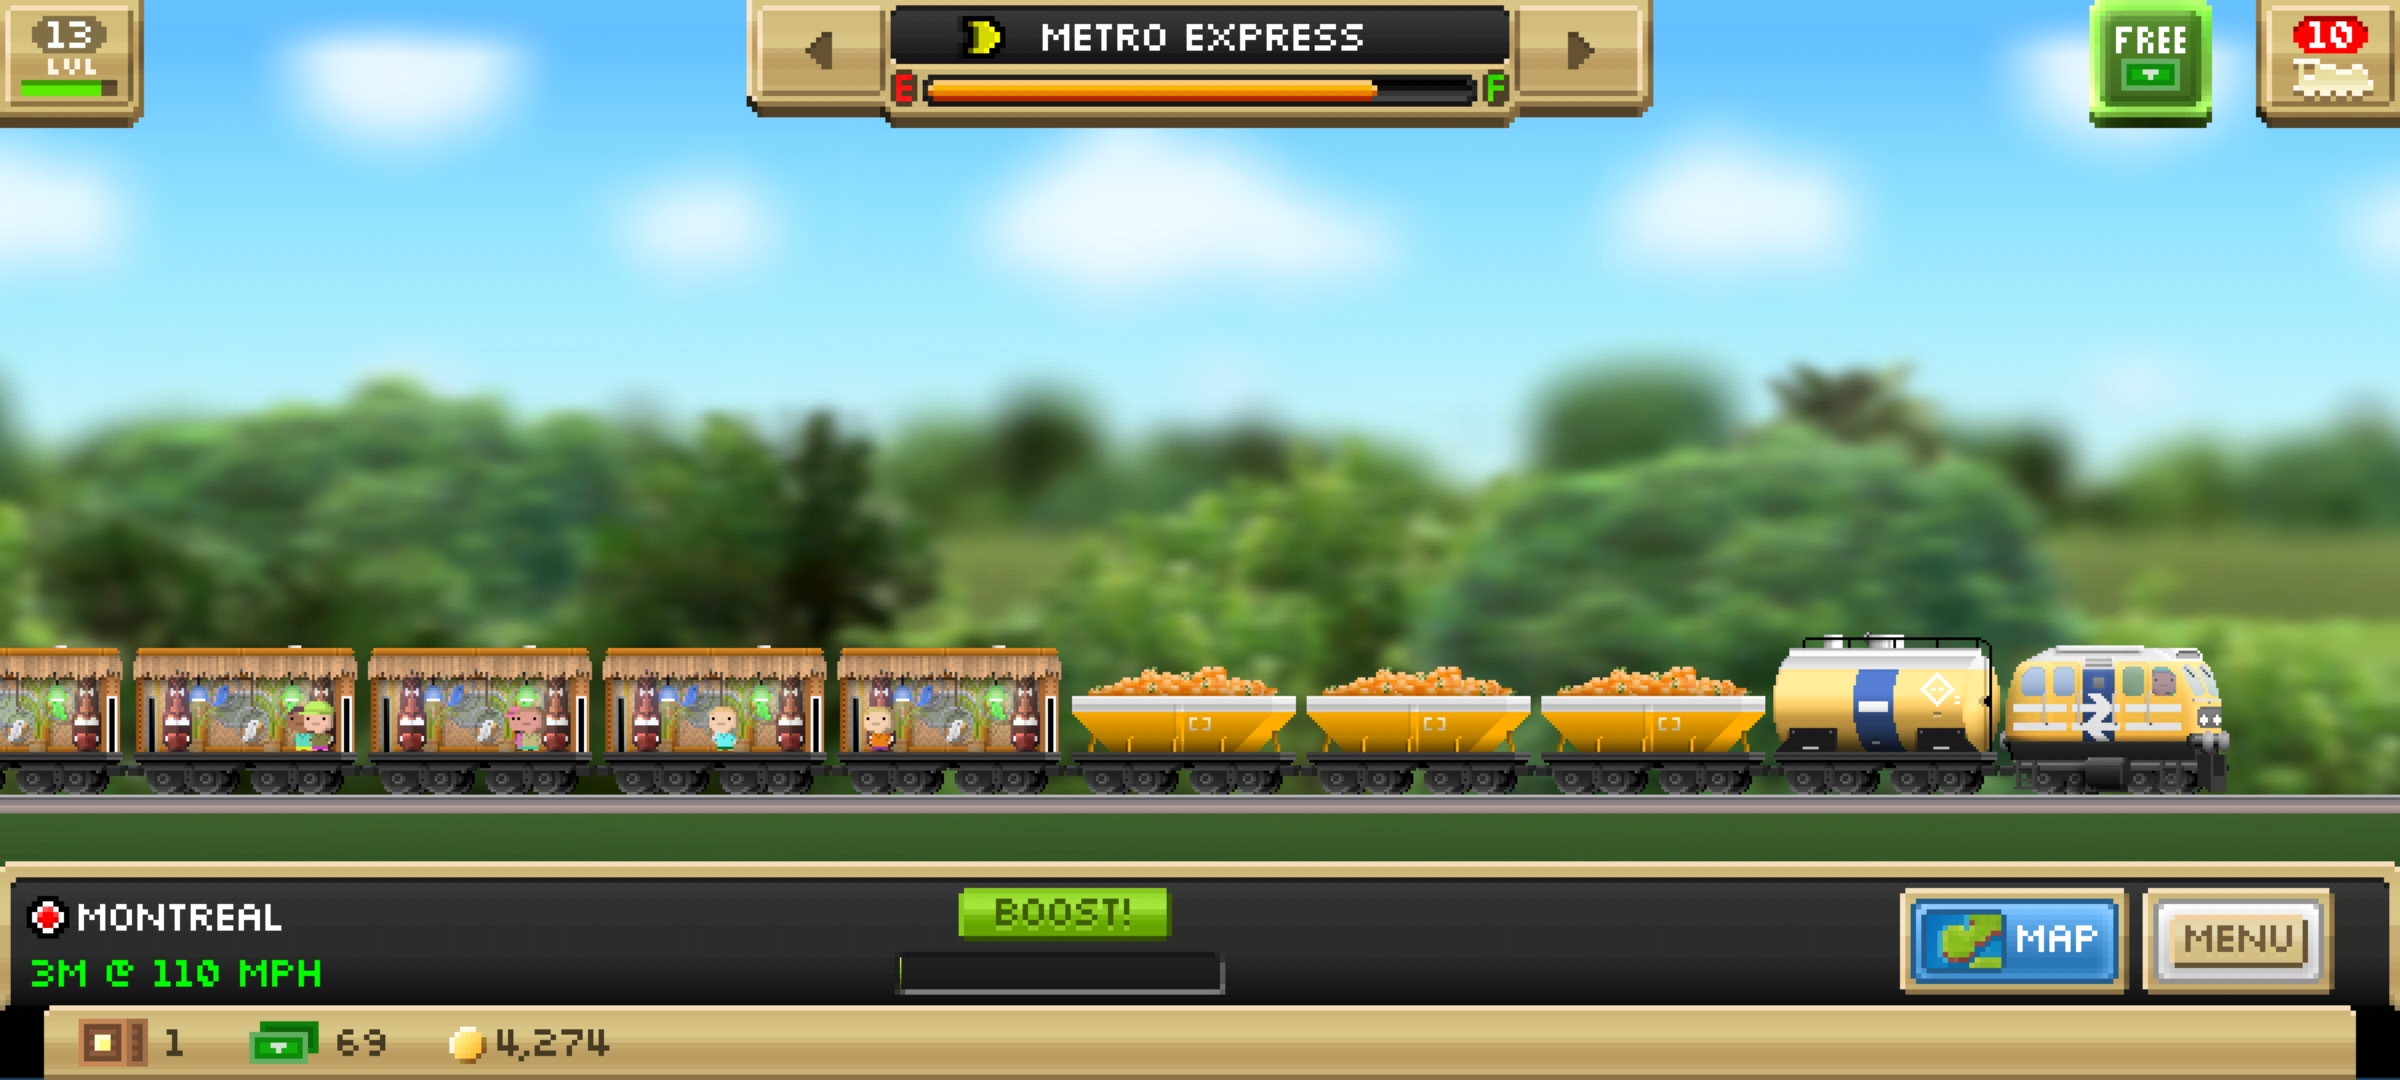 13
LVL
METRO EXPRESS
E F
FREE
10
MONTREAL
3M @ 110 MPH
BOOST!
MAP
MENU
1
69
4,274